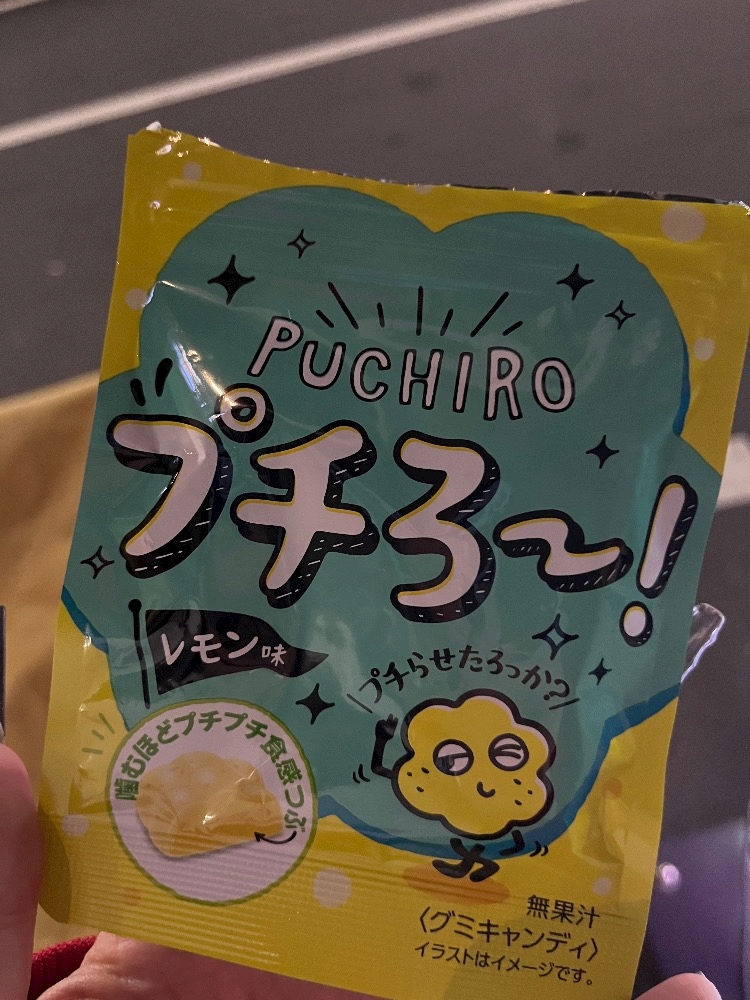 PUCHIRO
プチろ〜!
レモン味
プチらせたろっか?
噛むほどプチプチ食感つぶ
無果汁
〈グミキャンディ〉
イラストはイメージです。